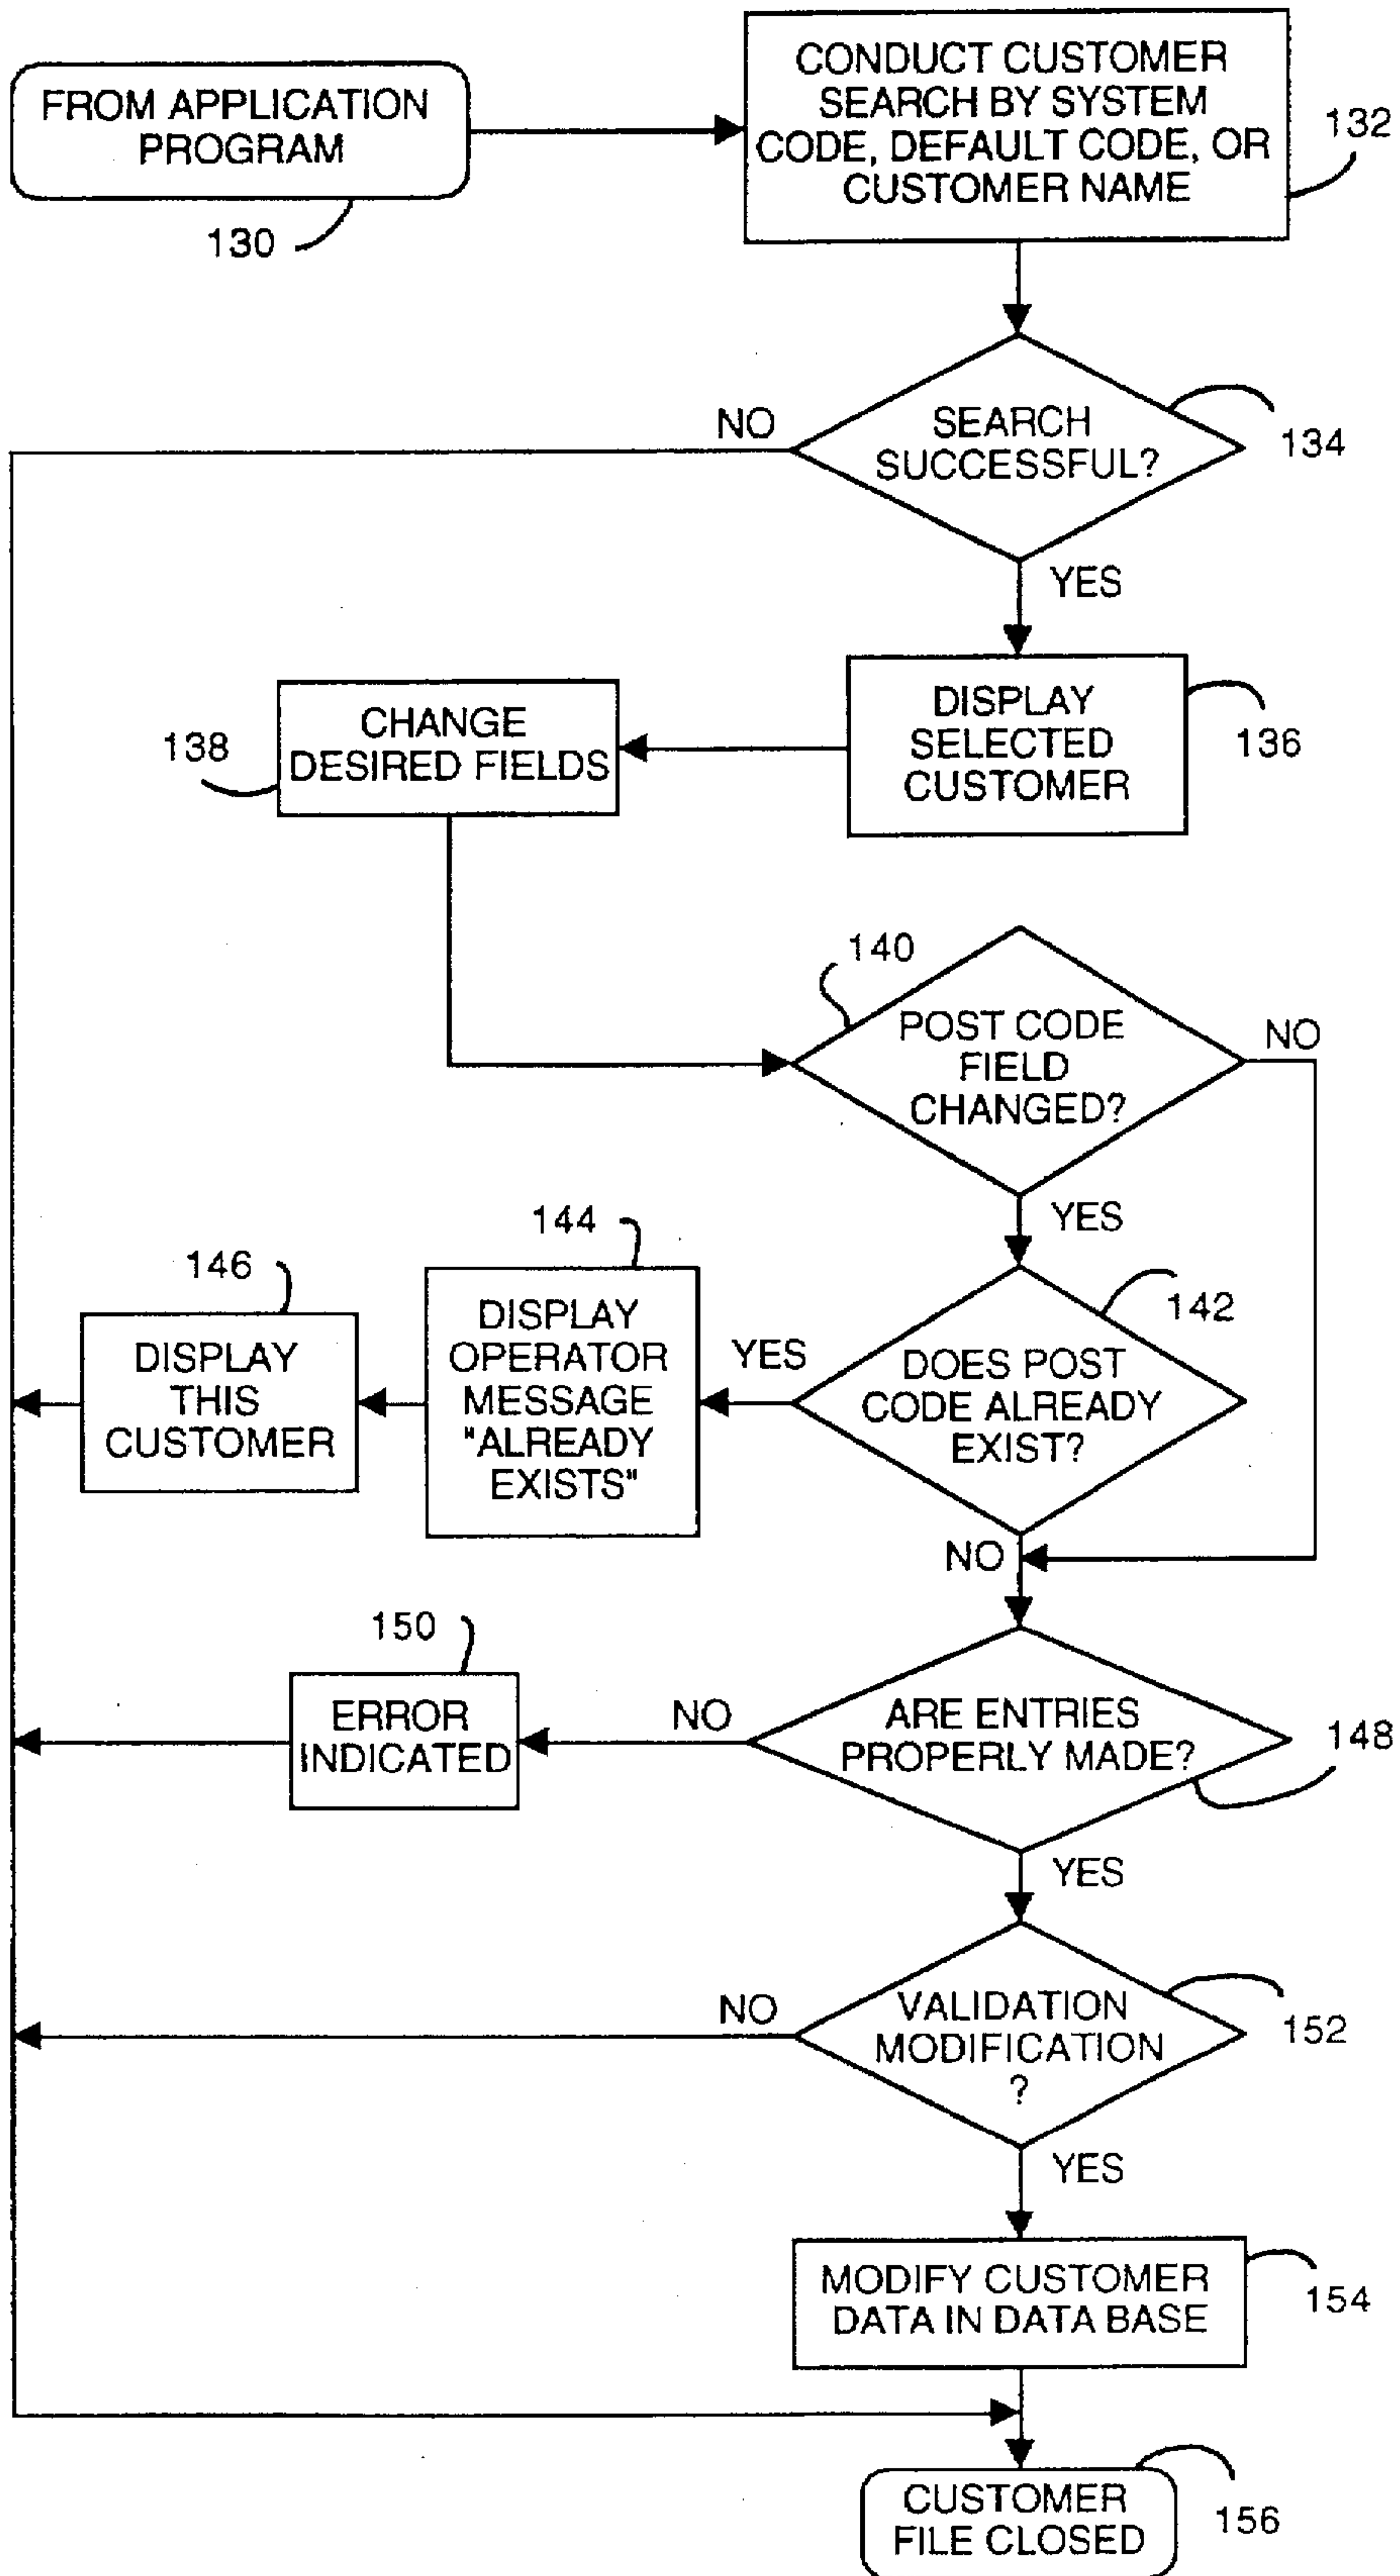 FROM APPLICATION
PROGRAM
130
CONDUCT CUSTOMER
SEARCH BY SYSTEM
CODE, DEFAULT CODE, OR
CUSTOMER NAME
132
SEARCH
SUCCESSFUL?
134
NO
YES
DISPLAY
SELECTED
CUSTOMER
136
CHANGE
DESIRED FIELDS
138
140
POST CODE
FIELD
CHANGED?
NO
YES
142
DOES POST
CODE ALREADY
EXIST?
YES
NO
144
DISPLAY
OPERATOR
MESSAGE
"ALREADY
EXISTS"
146
DISPLAY
THIS
CUSTOMER
ARE ENTRIES
PROPERLY MADE?
148
NO
YES
150
ERROR
INDICATED
VALIDATION
MODIFICATION
?
152
NO
YES
MODIFY CUSTOMER
DATA IN DATA BASE
154
CUSTOMER
FILE CLOSED
156